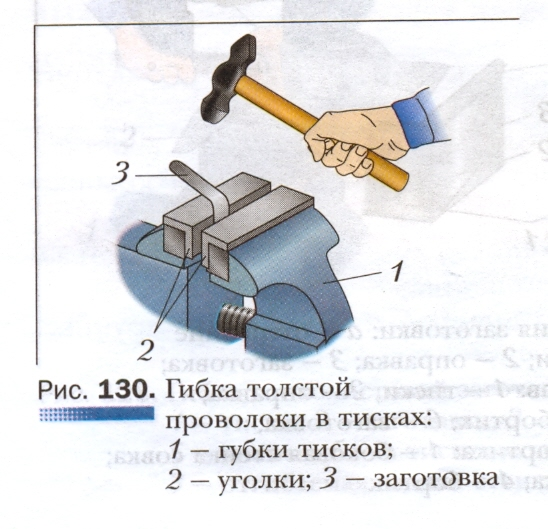 3
1
2
Рис. 130. Гибка толстой
проволоки в тисках:
1 – губки тисков;
2 – уголки; 3 – заготовка